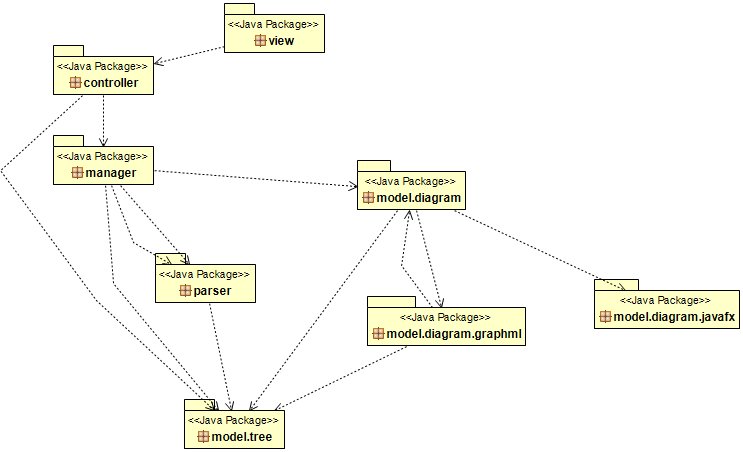 <<Java Package>>
view
<<Java Package>>
controller
<<Java Package>>
manager
<<Java Package>>
model.diagram
<<Java Package>>
parser
<<Java Package>>
model.diagram.javafx
<<Java Package>>
model.diagram.graphml
<<Java Package>>
model.tree